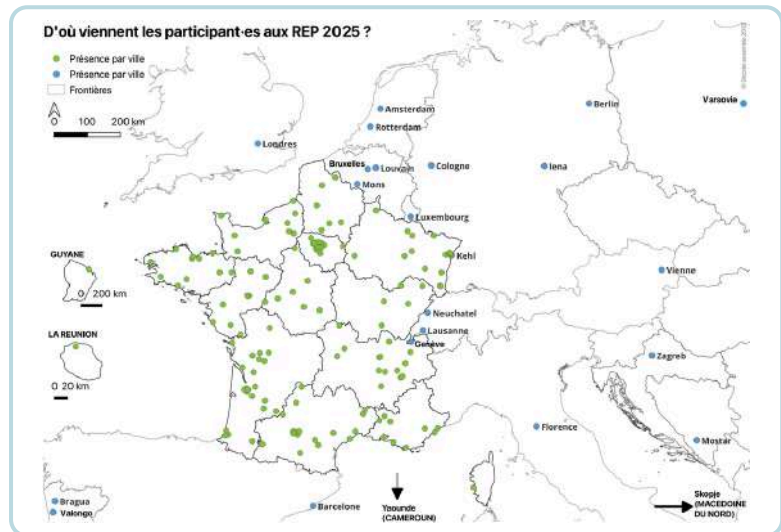 D'où viennent les participant·es aux REP 2025 ?
Présence par ville
Présence par ville
Frontières
0 100 200 km
Amsterdam
Rotterdam
Berlin
Varsovie
Londres
Bruxelles
Louvain
Cologne
Iena
Mons
Luxembourg
Kehl
GUYANE
0 200 km
Vienne
Neuchatel
Lausanne
Genève
LA REUNION
0 20 km
Zagreb
Florence
Mostar
Bragua
Valongo
Barcelone
Yaounde
(CAMEROUN)
Skopje
(MACEDOINE
DU NORD)